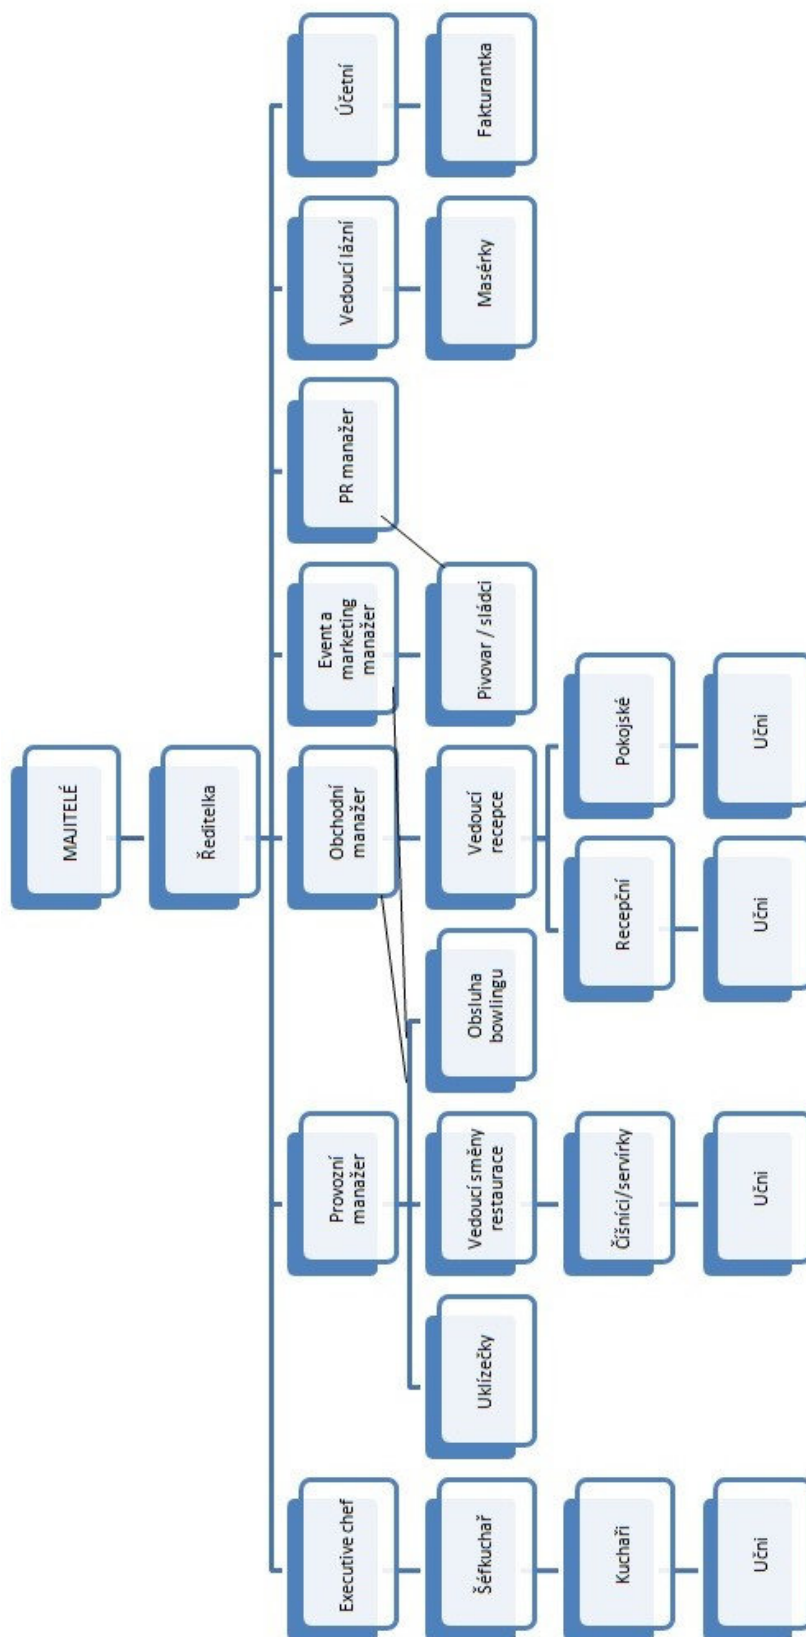 MAJITELÉ
Ředitelka
Executive chef
Provozní
manažer
Obchodní
manažer
Event a
marketing
manažer
PR manažer
Vedoucí lázní
Účetní
Šéfkuchař
Uklízečky
Vedoucí směny
restaurace
Obsluha
bowlingu
Vedoucí
recepce
Pivovar / sládci
Masérky
Fakturantka
Kuchaři
Číšníci/servírky
Recepční
Pokojské
Učni
Učni
Učni
Učni